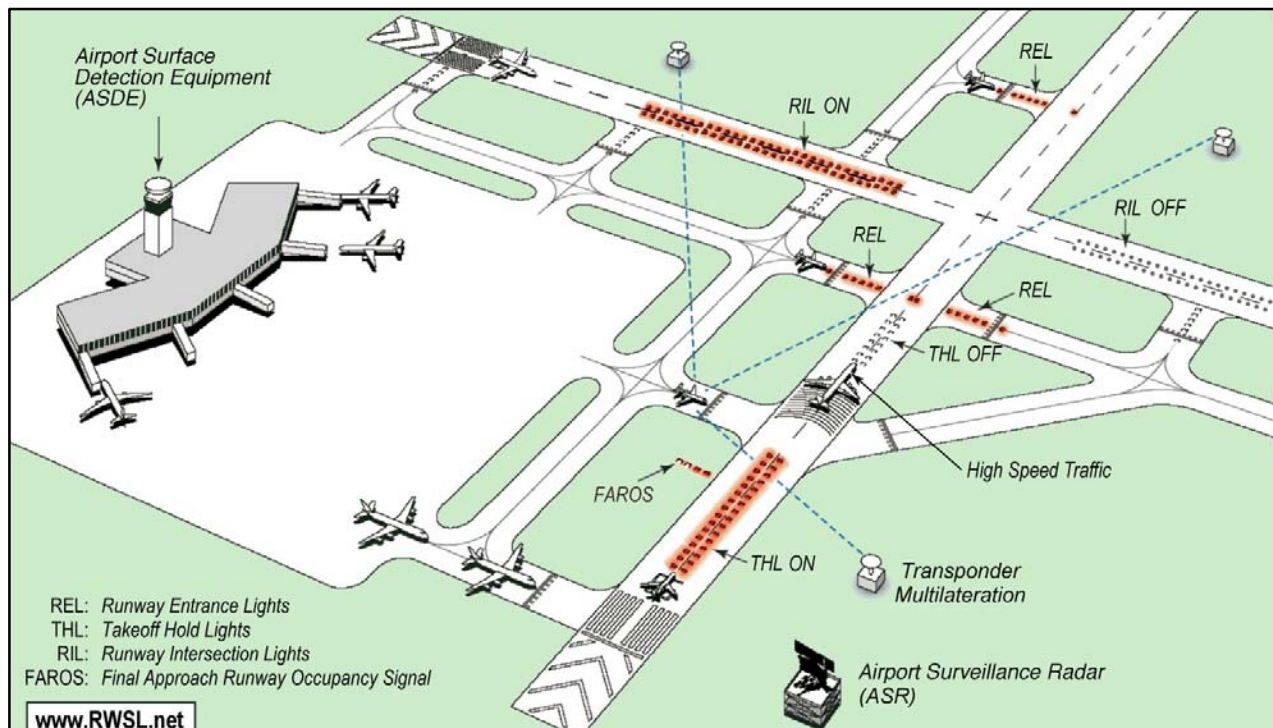 Airport Surface
Detection Equipment
(ASDE)
REL
RIL ON
RIL OFF
REL
REL
THL OFF
High Speed Traffic
FAROS
THL ON
Transponder
Multilateration
REL: Runway Entrance Lights
THL: Takeoff Hold Lights
RIL: Runway Intersection Lights
FAROS: Final Approach Runway Occupancy Signal
Airport Surveillance Radar
(ASR)
www.RWSL.net